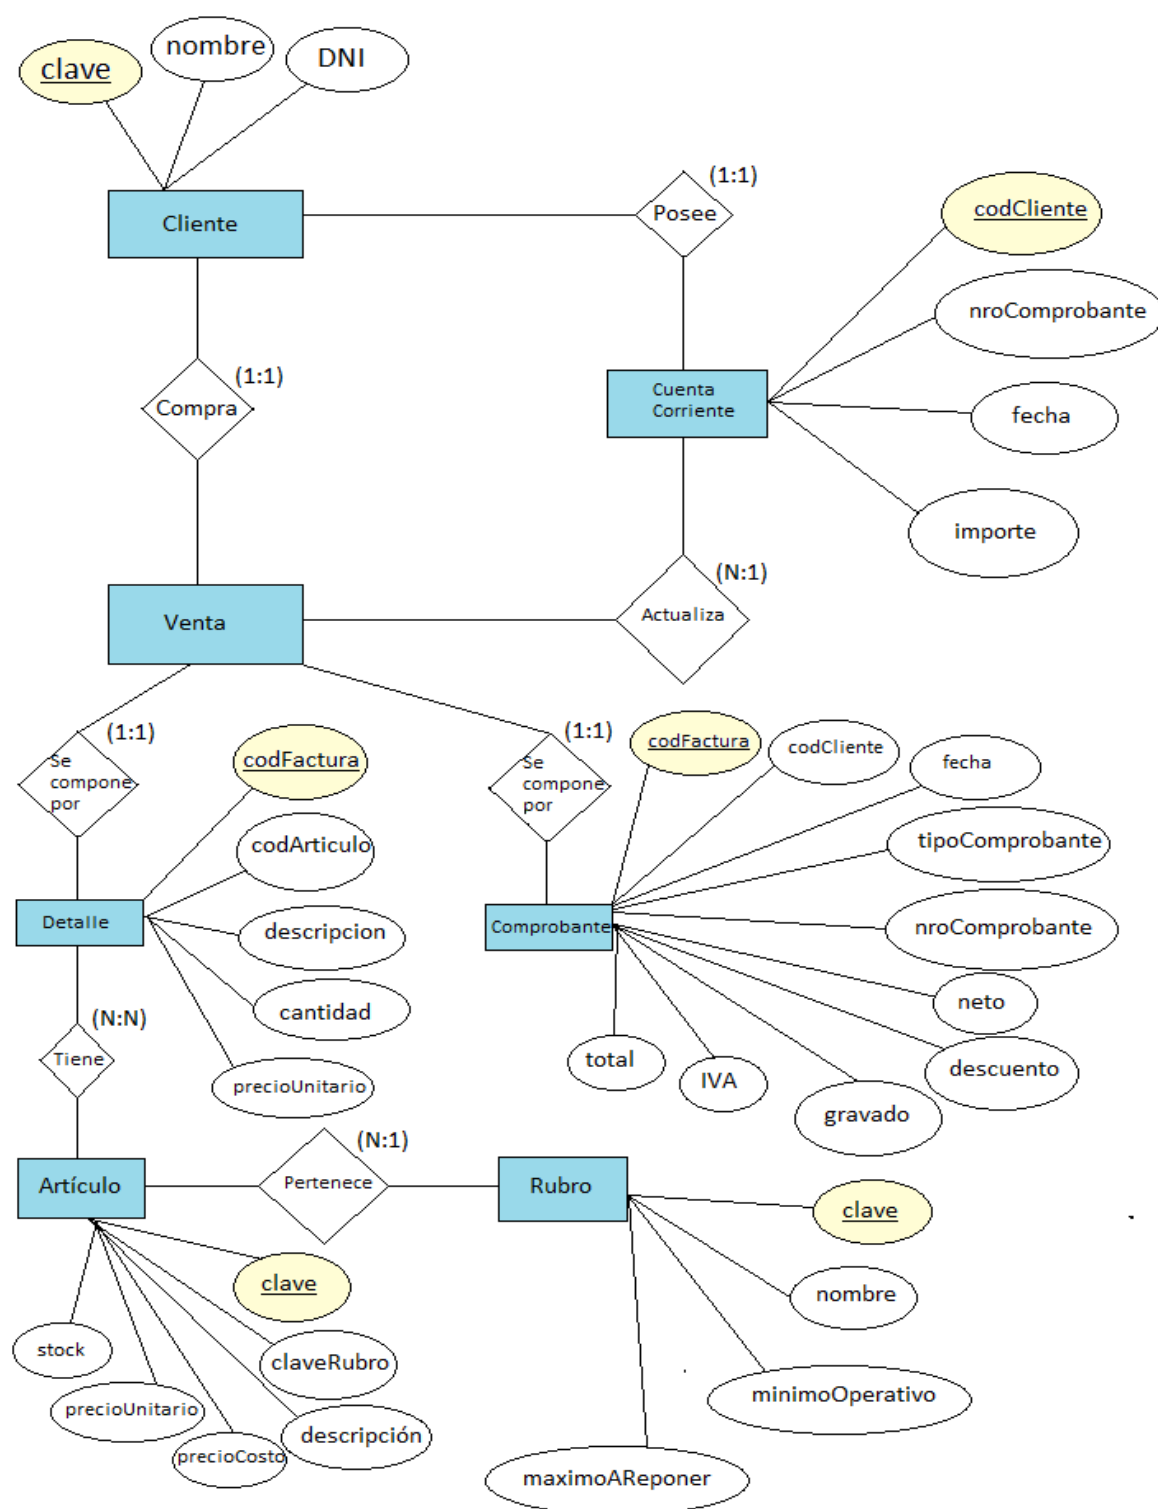 nombre
DNI
clave
(1:1)
codCliente
Posee
Cliente
nroComprobante
(1:1)
Cuenta
Corriente
Compra
fecha
importe
(N:1)
Venta
Actualiza
(1:1)
(1:1)
codFactura
codCliente
fecha
codFactura
Se
compone
por
Se
compone
por
tipoComprobante
codArticulo
Detalle
descripcion
Comprobante
nroComprobante
cantidad
neto
(N:N)
Tiene
total
IVA
descuento
precioUnitario
gravado
(N:1)
Artículo
Pertenece
Rubro
clave
clave
nombre
stock
claveRubro
minimoOperativo
precioUnitario
descripción
precioCosto
maximoAReponer